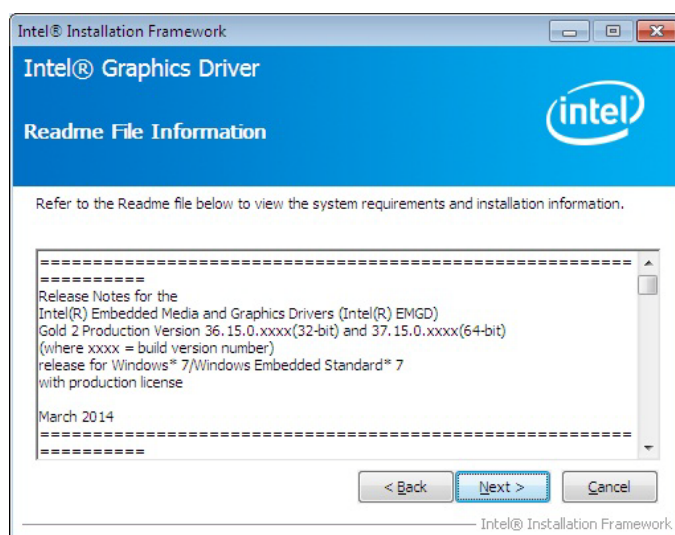 Intel® Installation Framework
Intel® Graphics Driver
intel
Readme File Information
Refer to the Readme file below to view the system requirements and installation information.
========================================================
==========
Release Notes for the
Intel(R) Embedded Media and Graphics Drivers (Intel(R) EMGD)
Gold 2 Production Version 36.15.0.xxxx(32-bit) and 37.15.0.xxxx(64-bit)
(where xxxx = build version number)
release for Windows* 7/Windows Embedded Standard* 7
with production license
March 2014
========================================================
==========
< Back
Next >
Cancel
Intel® Installation Framework